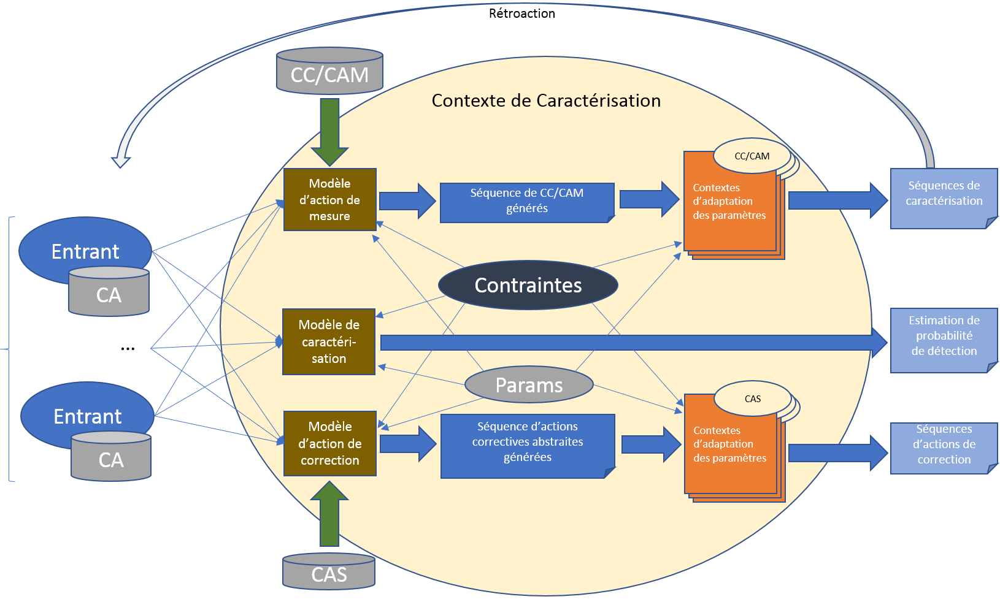 Rétroaction
CC/CAM
Contexte de Caractérisation
CC/CAM
Modèle
d’action de
mesure
Séquence de CC/CAM
générés
Contextes
d’adaptation
des paramètres
Séquences de
caractérisation
Entrant
CA
Contraintes
Modèle de
caractéri-
sation
Estimation de
probabilité
de détection
...
Params
Entrant
CA
CAS
Modèle
d’action de
correction
Séquence d’actions
correctives abstraites
générées
Contextes
d’adaptation
des paramètres
Séquences
d’actions de
correction
CAS